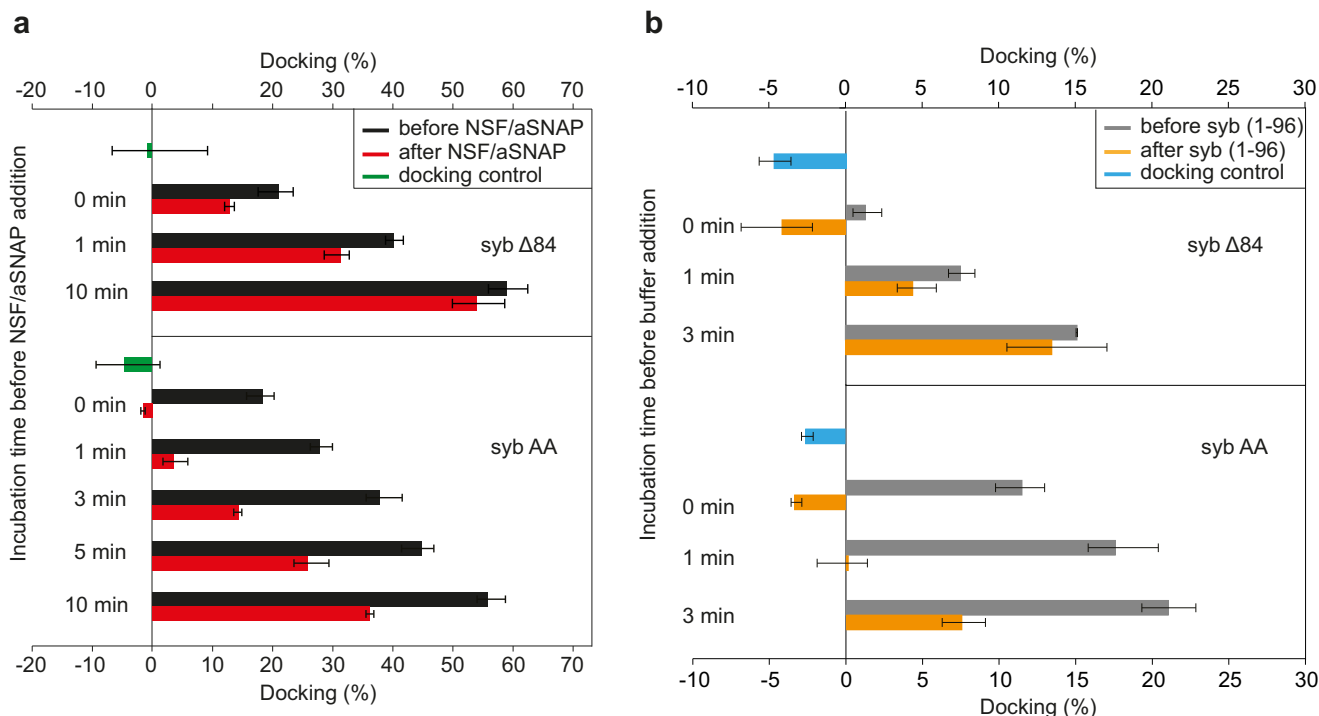 a
Docking (%)
-20 -10 0 10 20 30 40 50 60 70
before NSF/aSNAP
after NSF/aSNAP
docking control
0 min
1 min
10 min
syb Δ84
0 min
1 min
3 min
5 min
10 min
syb AA
Incubation time before NSF/aSNAP addition
-20 -10 0 10 20 30 40 50 60 70
Docking (%)
b
Docking (%)
-10 -5 0 5 10 15 20 25 30
before syb (1-96)
after syb (1-96)
docking control
0 min
1 min
3 min
syb Δ84
0 min
1 min
3 min
syb AA
Incubation time before buffer addition
-10 -5 0 5 10 15 20 25 30
Docking (%)